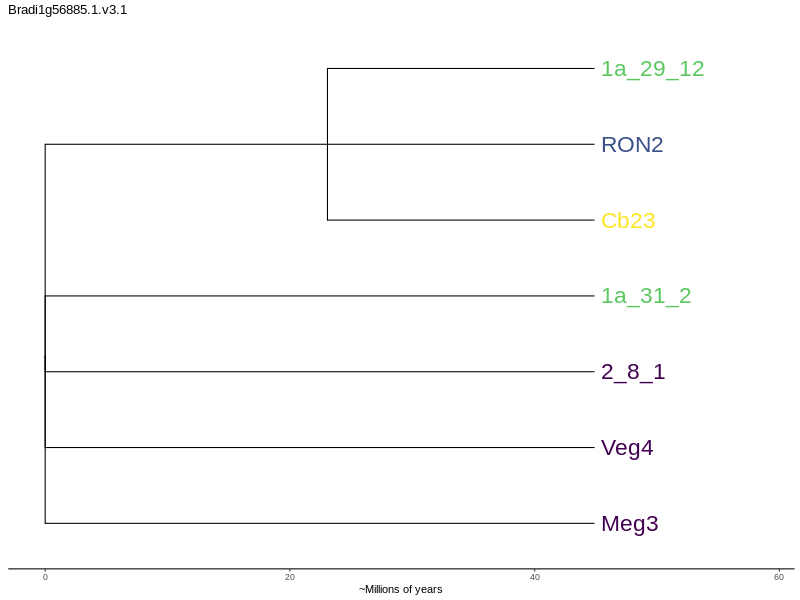 Bradi1g56885.1.v3.1
1a_29_12
RON2
Cb23
1a_31_2
2_8_1
Veg4
Meg3
0 20 40 60
~Millions of years